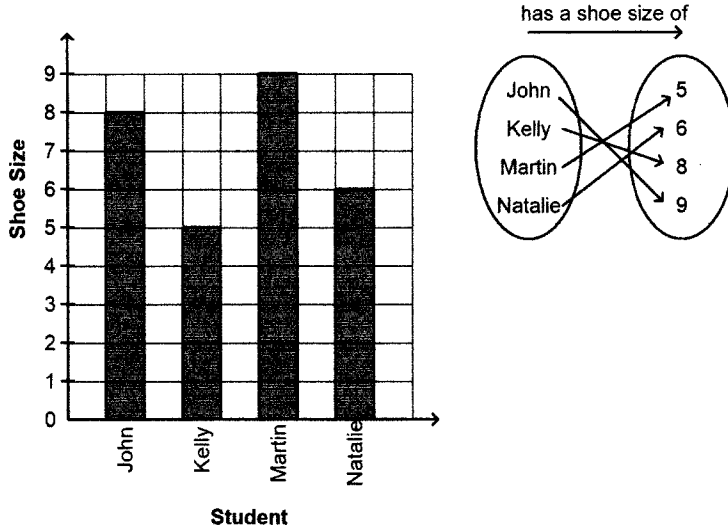 has a shoe size of
John
Kelly
Martin
Natalie
5
6
8
9
Shoe Size
9
8
7
6
5
4
3
2
1
0
John
Kelly
Martin
Natalie
Student